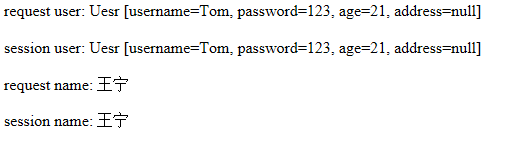 request user: Uesr [username=Tom, password=123, age=21, address=null]
session user: Uesr [username=Tom, password=123, age=21, address=null]
request name: 王宁
session name: 王宁